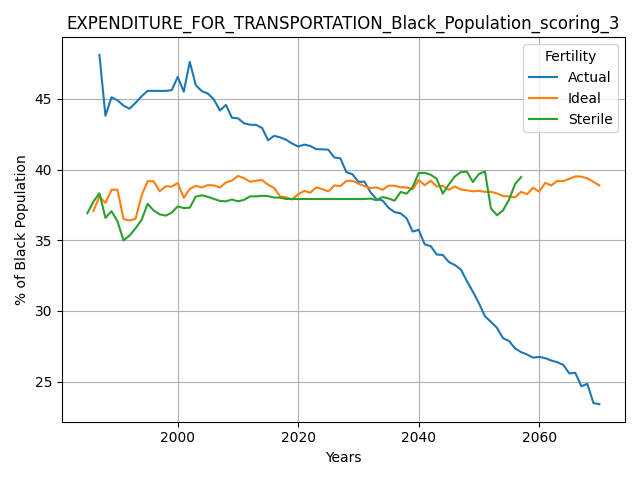 EXPENDITURE_FOR_TRANSPORTATION_Black_Population_scoring_3
Fertility
Actual
Ideal
Sterile
% of Black Population
45
40
35
30
25
2000
2020
2040
2060
Years